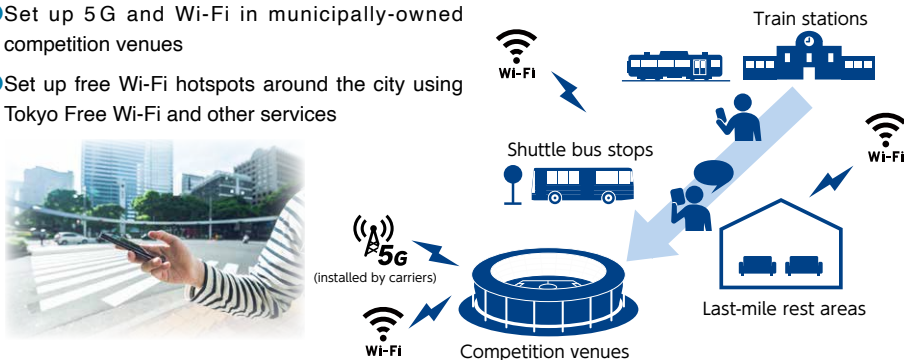 Set up 5G and Wi-Fi in municipally-owned
competition venues
Set up free Wi-Fi hotspots around the city using
Tokyo Free Wi-Fi and other services
Train stations
Wi-Fi
Wi-Fi
Shuttle bus stops
5G
(installed by carriers)
Last-mile rest areas
Wi-Fi
Competition venues